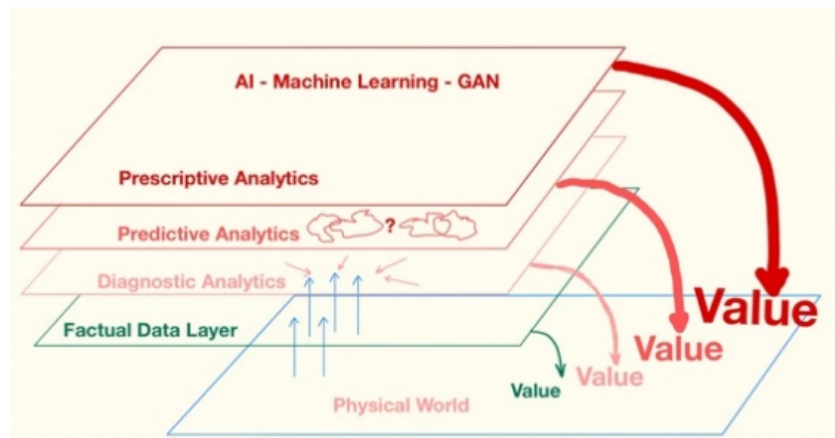 AI - Machine Learning - GAN
Prescriptive Analytics
Predictive Analytics
?
Diagnostic Analytics
Factual Data Layer
Physical World
Value
Value
Value
Value